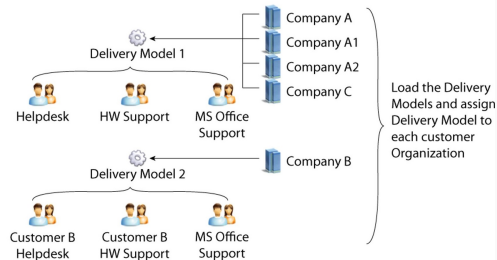 Company A
Company A1
Delivery Model 1
Company A2
Company C
Helpdesk
HW Support
MS Office
Support
Load the Delivery
Models and assign
Delivery Model to
each customer
Organization
Company B
Delivery Model 2
Customer B
Helpdesk
Customer B
HW Support
MS Office
Support